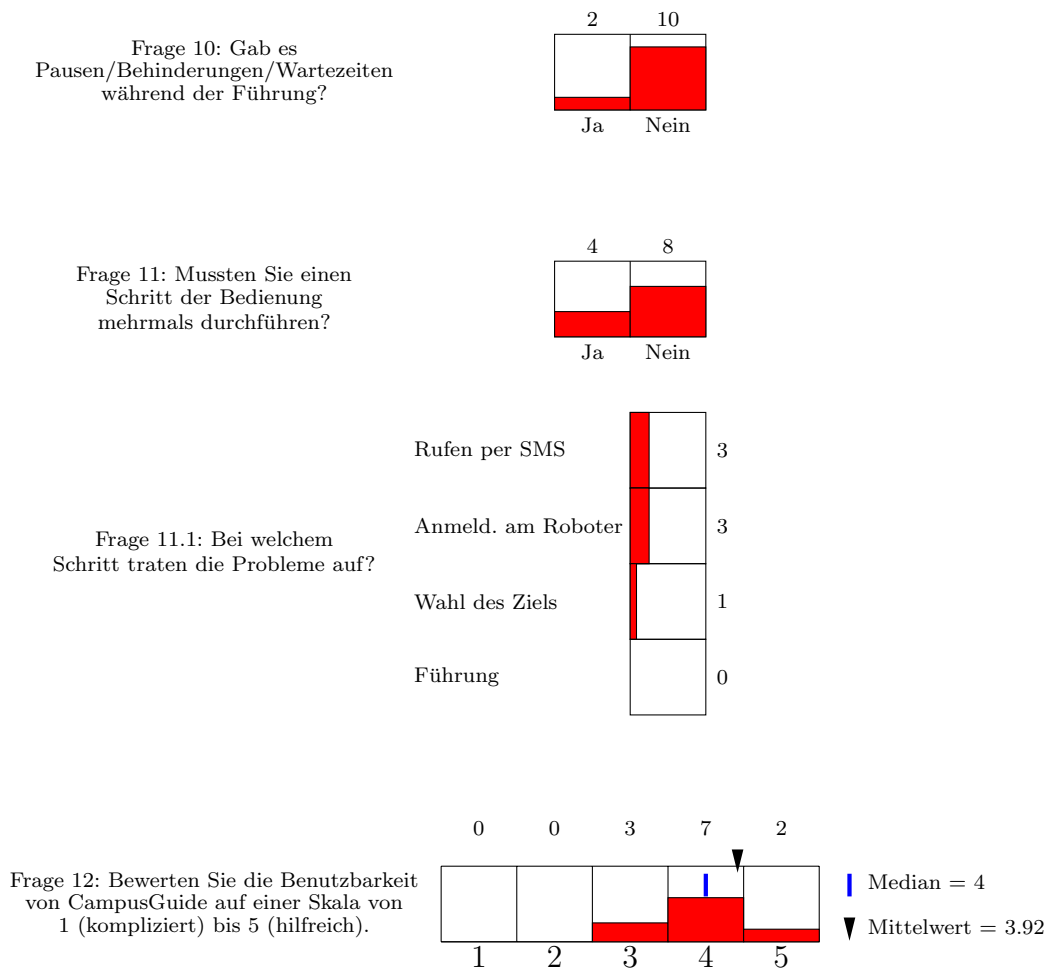 2 10
Frage 10: Gab es
Pausen/Behinderungen/Wartezeiten
während der Führung?
Ja Nein
4 8
Frage 11: Mussten Sie einen
Schritt der Bedienung
mehrmals durchführen?
Ja Nein
Frage 11.1: Bei welchem
Schritt traten die Probleme auf?
Rufen per SMS 3
Anmeld. am Roboter 3
Wahl des Ziels 1
Führung 0
0 0 3 7 2
Frage 12: Bewerten Sie die Benutzbarkeit
von CampusGuide auf einer Skala von
1 (kompliziert) bis 5 (hilfreich).
Median = 4
Mittelwert = 3.92
1 2 3 4 5